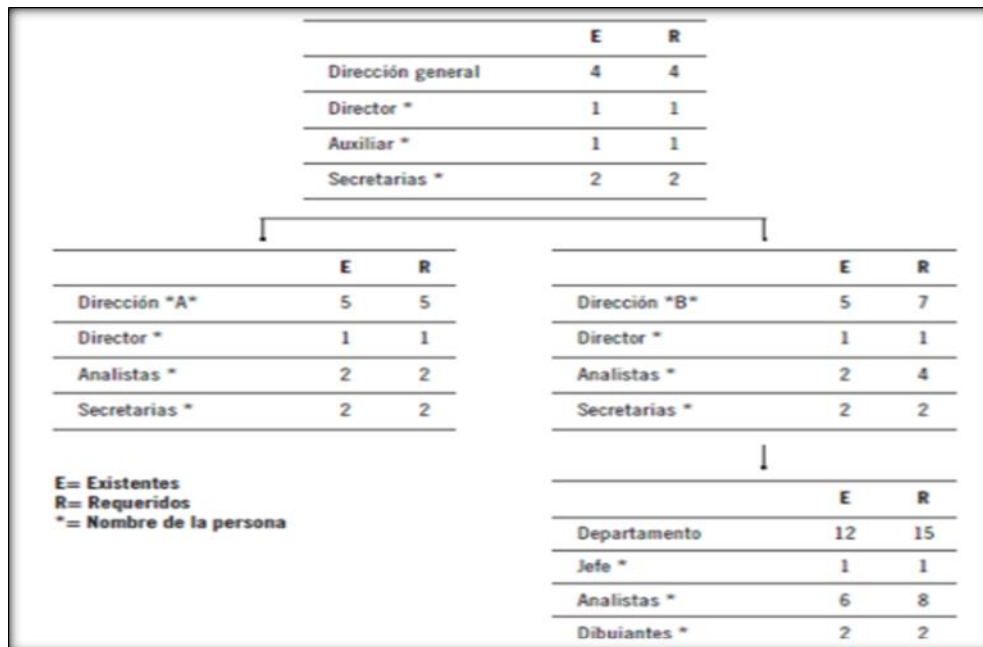 E R
Dirección general 4 4
Director * 1 1
Auxiliar * 1 1
Secretarias * 2 2
E R
Dirección "A" 5 5
Director * 1 1
Analistas * 2 2
Secretarias * 2 2
E R
Dirección "B" 5 7
Director * 1 1
Analistas * 2 4
Secretarias * 2 2
E= Existentes
R= Requeridos
*= Nombre de la persona
E R
Departamento 12 15
Jefe * 1 1
Analistas * 6 8
Dibujantes * 2 2